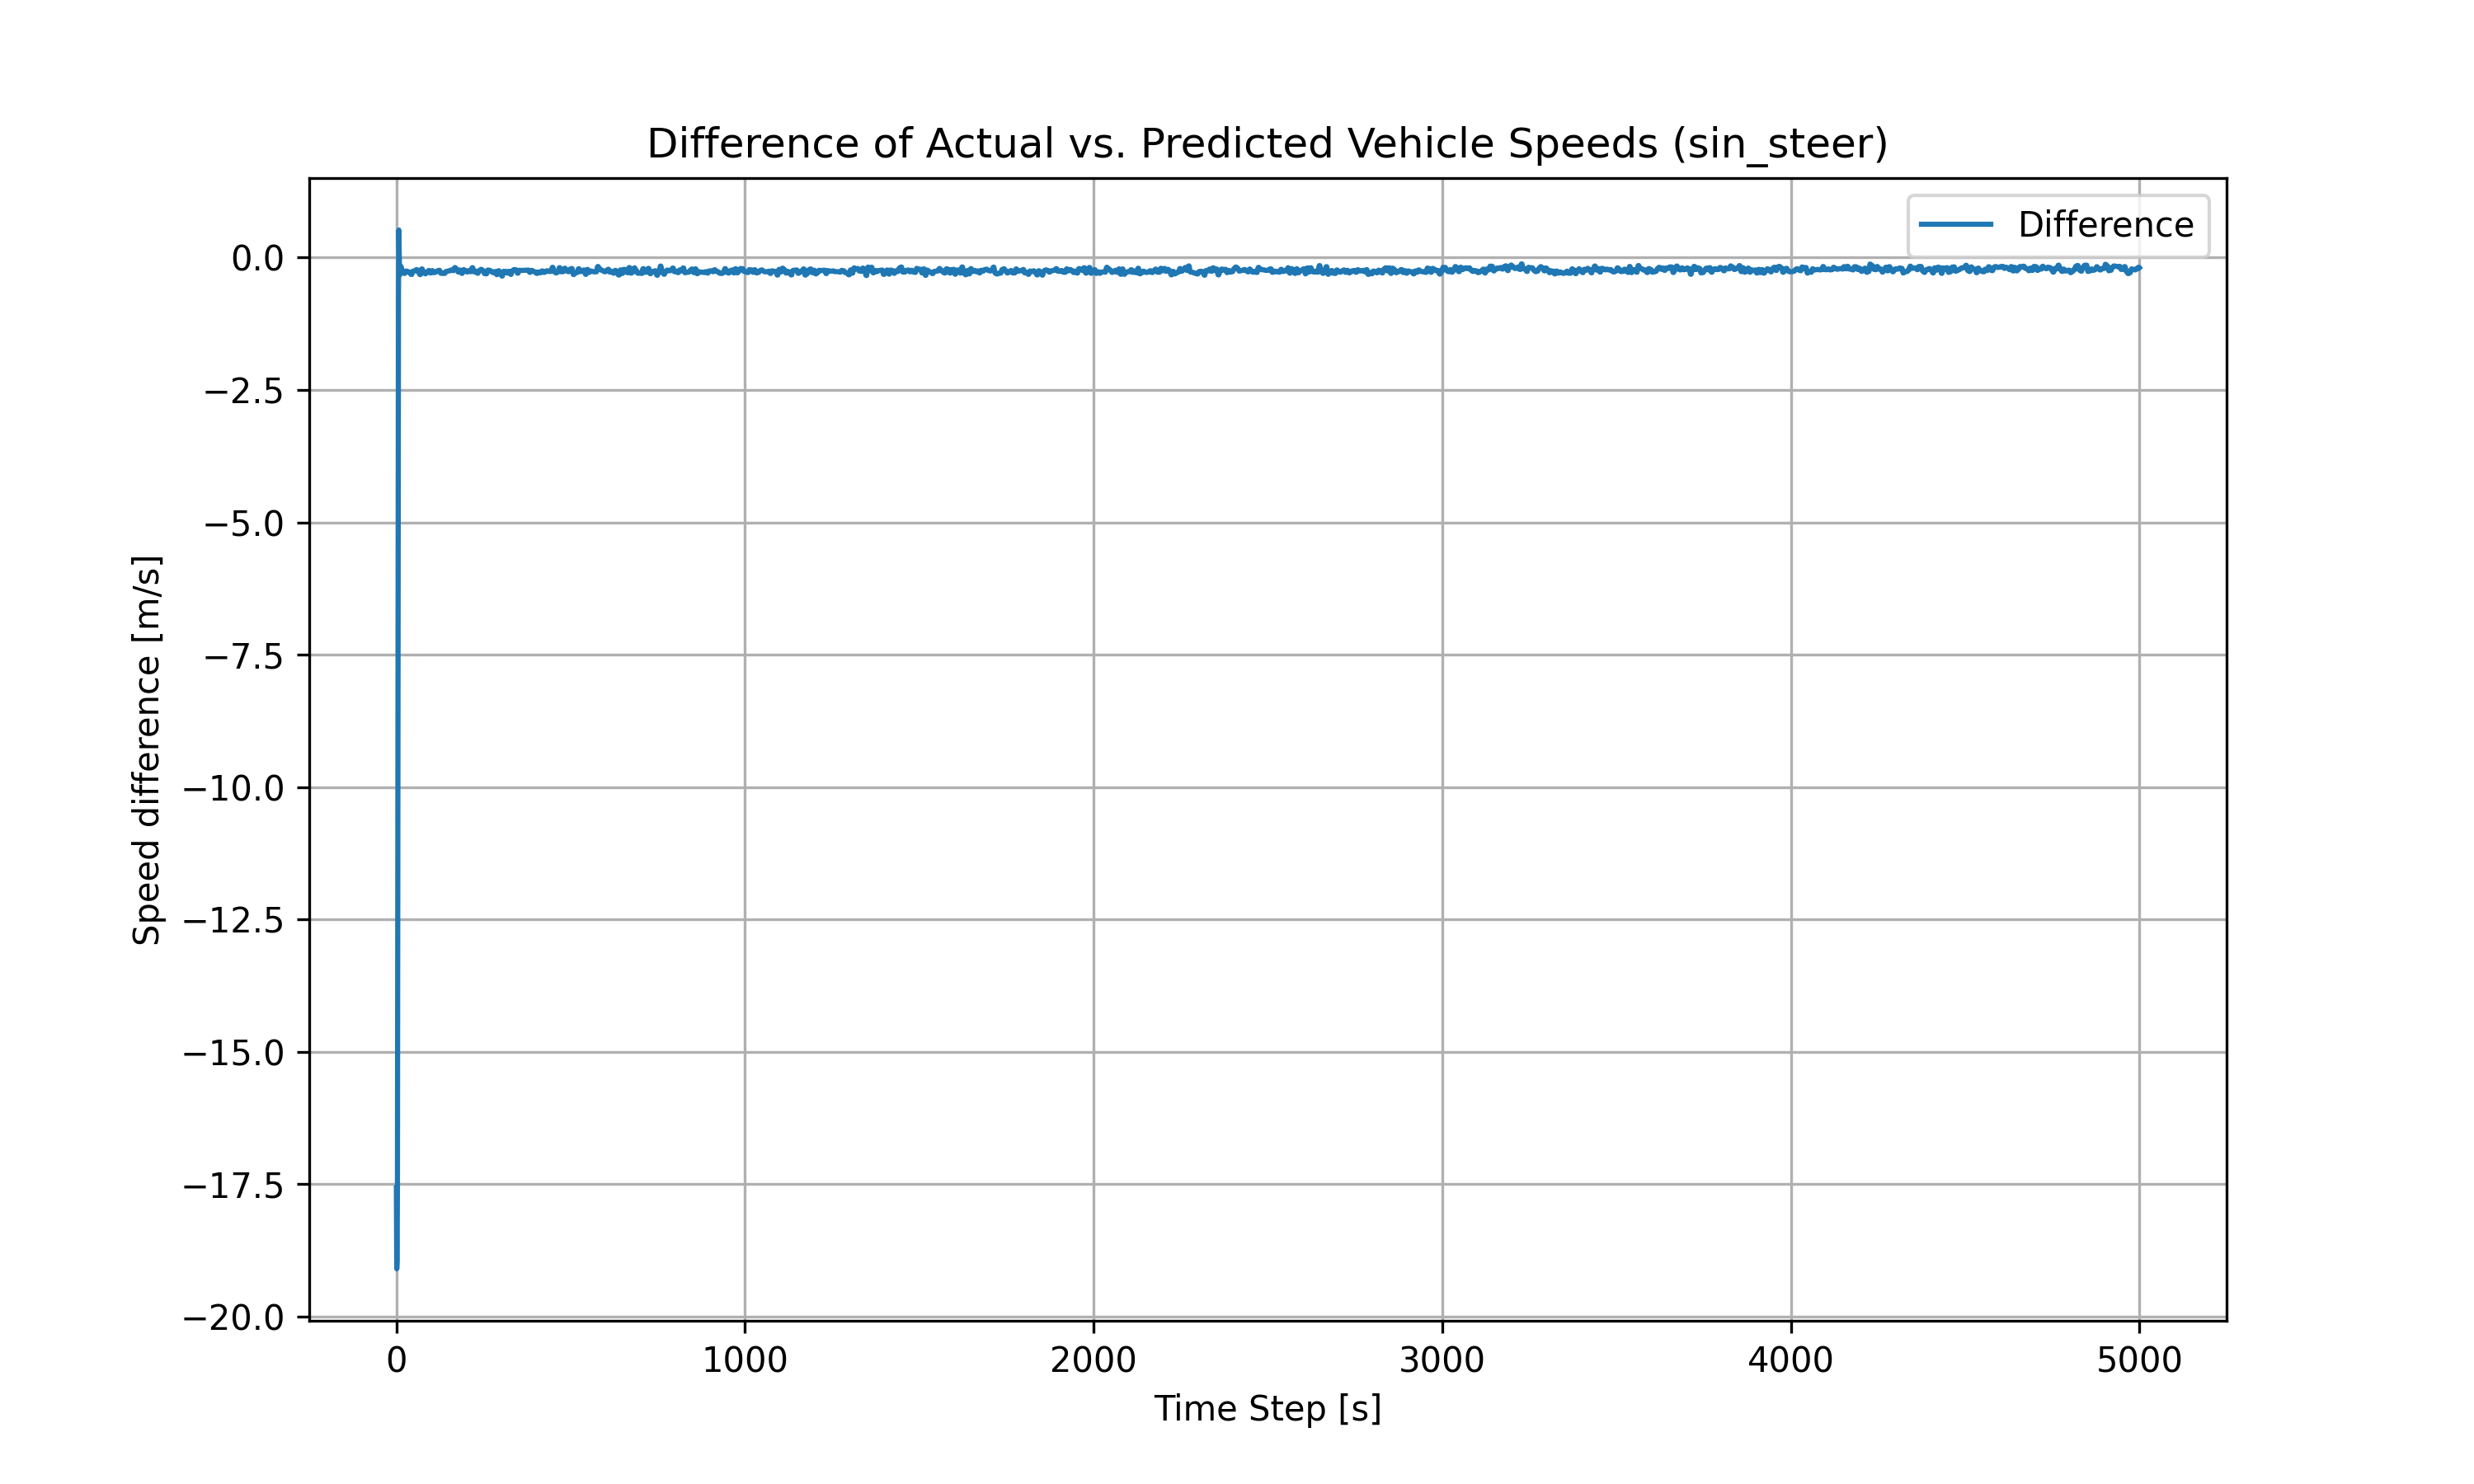 Difference of Actual vs. Predicted Vehicle Speeds (sin_steer)
Difference
0.0
−2.5
−5.0
−7.5
−10.0
−12.5
−15.0
−17.5
−20.0
Speed difference [m/s]
0 1000 2000 3000 4000 5000
Time Step [s]